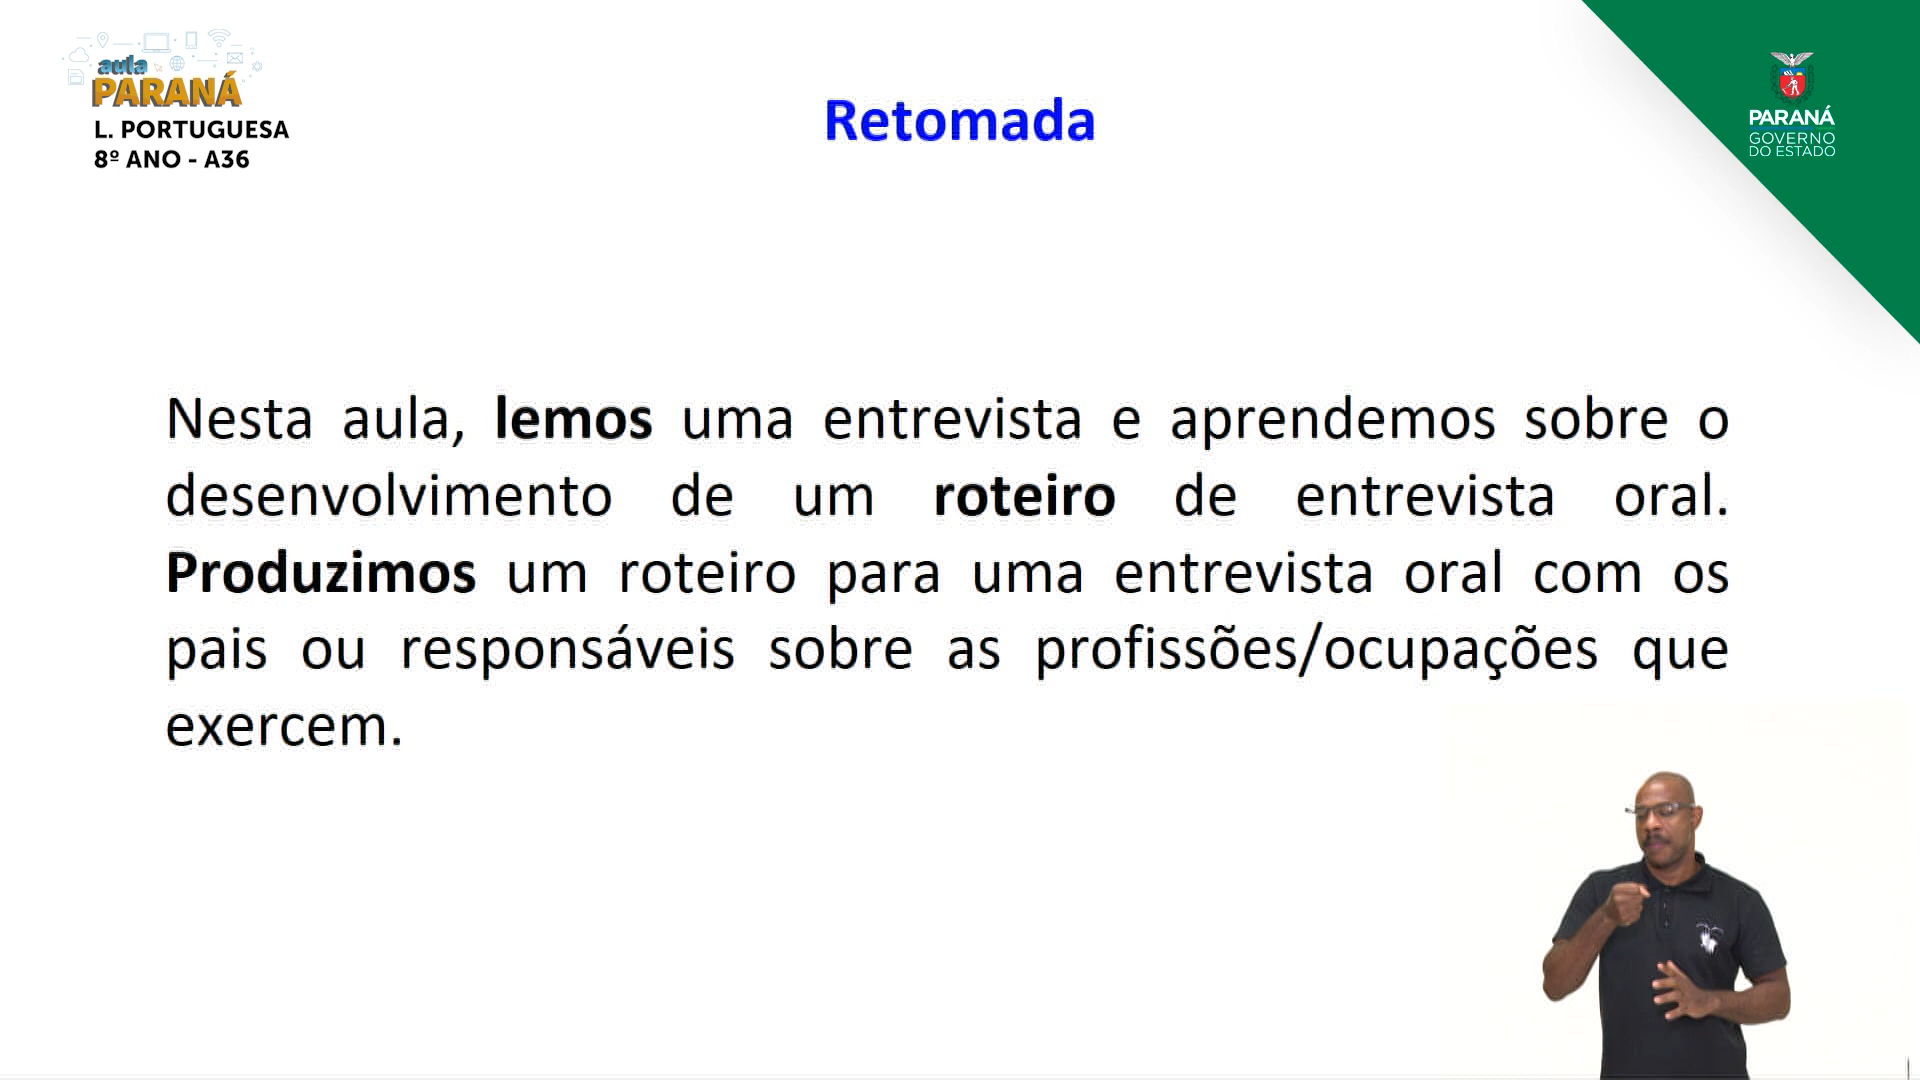 aula
PARANÁ
L. PORTUGUESA
8º ANO - A36
Retomada
PARANÁ
GOVERNO
DO ESTADO
Nesta aula, lemos uma entrevista e aprendemos sobre o
desenvolvimento de um roteiro de entrevista oral.
Produzimos um roteiro para uma entrevista oral com os
pais ou responsáveis sobre as profissões/ocupações que
exercem.